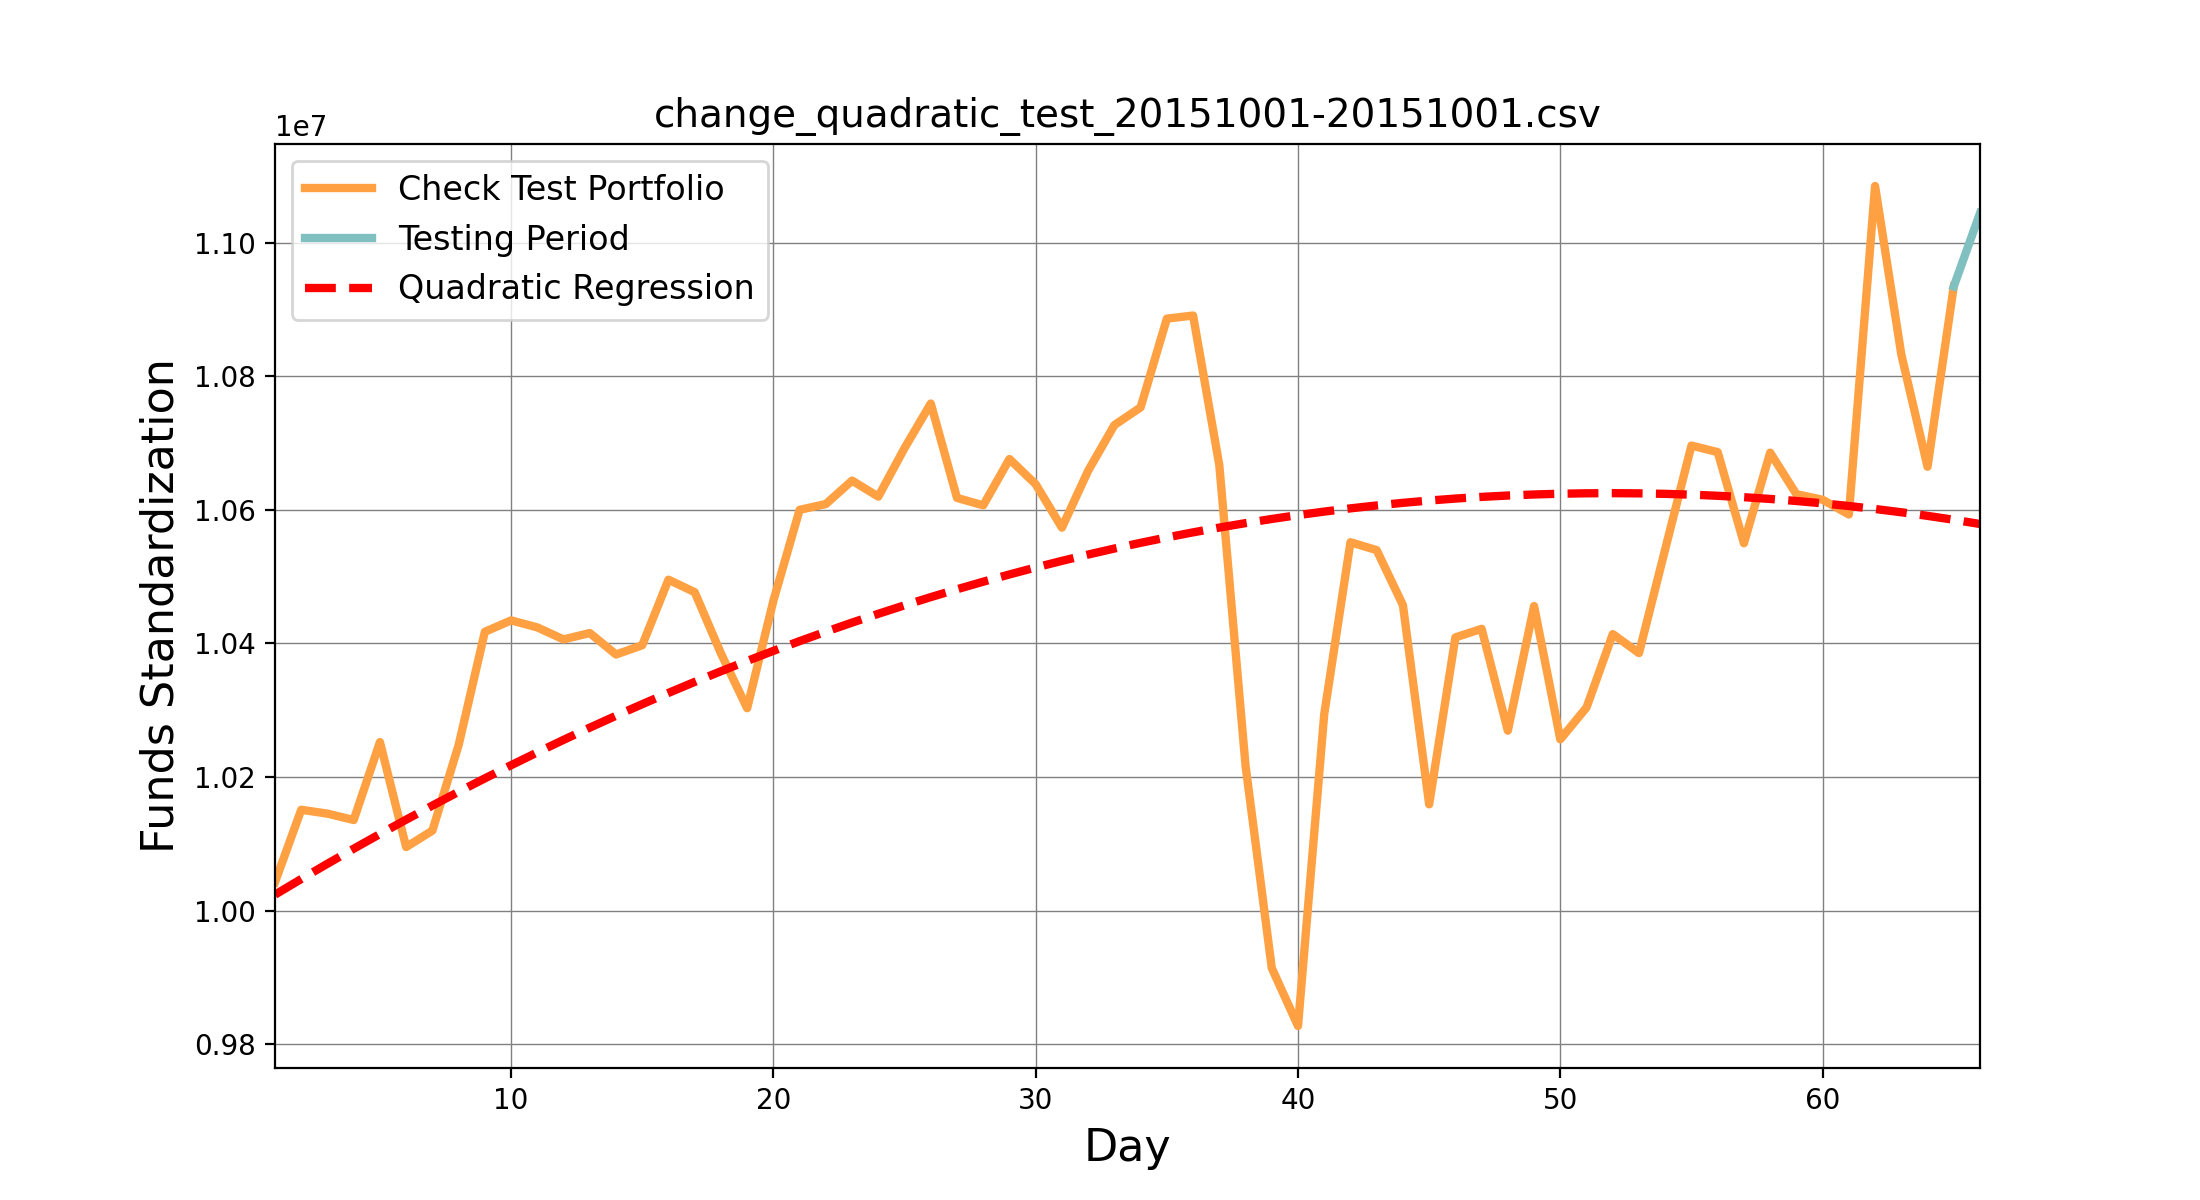 change_quadratic_test_20151001-20151001.csv
1e7
Check Test Portfolio
Testing Period
Quadratic Regression
Funds Standardization
1.10
1.08
1.06
1.04
1.02
1.00
0.98
10 20 30 40 50 60
Day